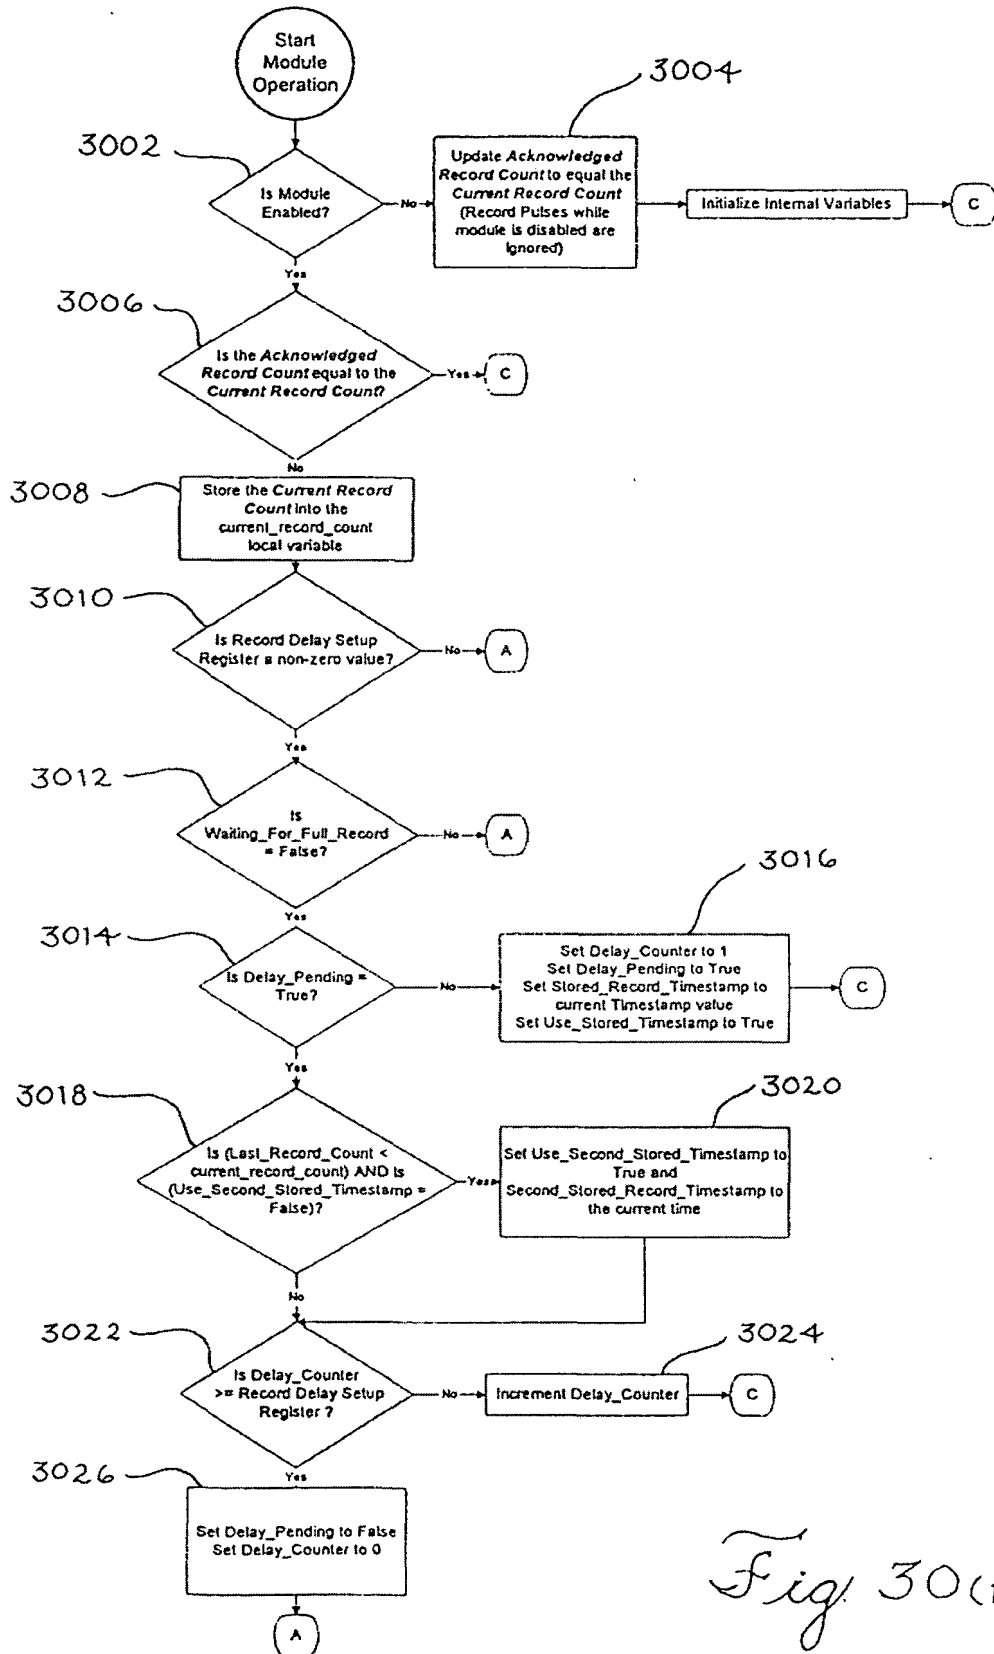 Start
Module
Operation
3002
Is Module
Enabled?
No
3004
Update Acknowledged
Record Count to equal the
Current Record Count
(Record Pulses while
module is disabled are
Ignored)
Initialize Internal Variables
C
Yes
3006
Is the Acknowledged
Record Count equal to the
Current Record Count?
Yes
C
No
3008
Store the Current Record
Count into the
current_record_count
local variable
3010
Is Record Delay Setup
Register a non-zero value?
No
A
Yes
3012
Is
Waiting_For_Full_Record
= False?
No
A
Yes
3014
Is Delay_Pending =
True?
No
3016
Set Delay_Counter to 1
Set Delay_Pending to True
Set Stored_Record_Timestamp to
current Timestamp value
Set Use_Stored_Timestamp to True
C
Yes
3018
Is (Last_Record_Count <
current_record_count) AND Is
(Use_Second_Stored_Timestamp =
False)?
Yes
3020
Set Use_Second_Stored_Timestamp to
True and
Second_Stored_Record_Timestamp to
the current time
No
3022
Is Delay_Counter
>= Record Delay Setup
Register ?
No
3024
Increment Delay_Counter
C
Yes
3026
Set Delay_Pending to False
Set Delay_Counter to 0
A
Fig. 30